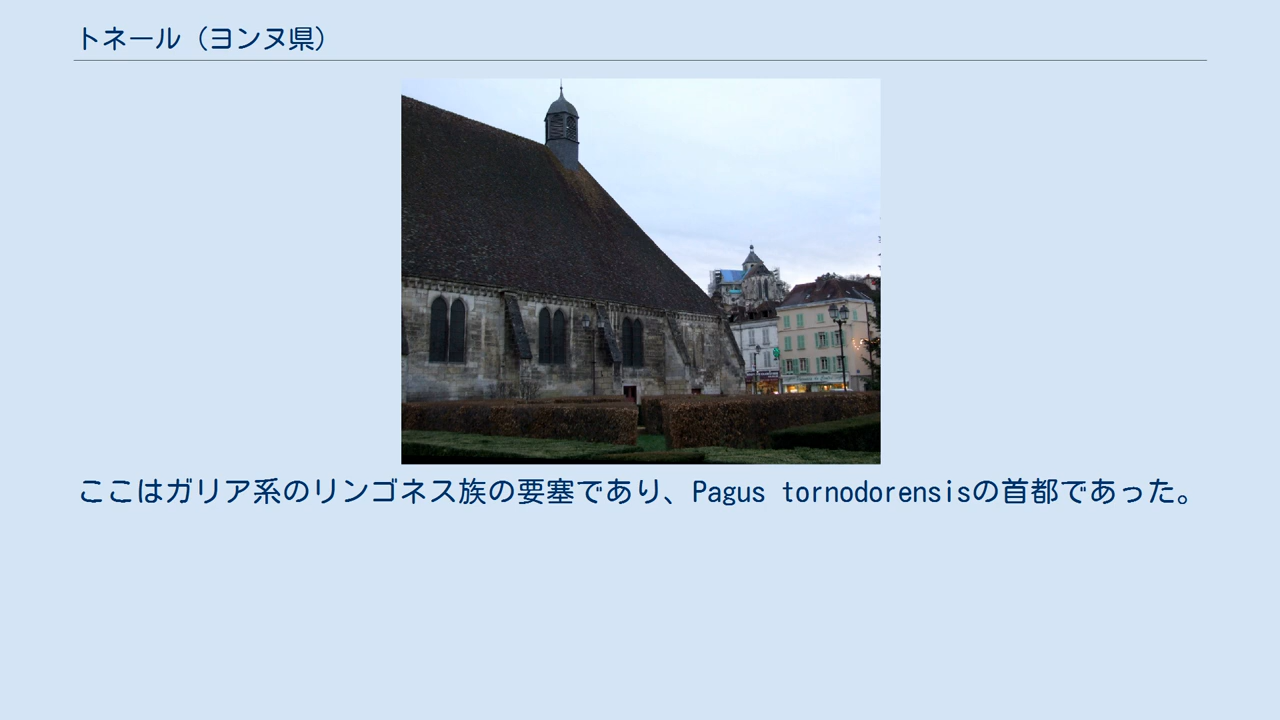 トネール（ヨンヌ県）
ここはガリア系のリンゴネス族の要塞であり、Pagus tornodorensisの首都であった。